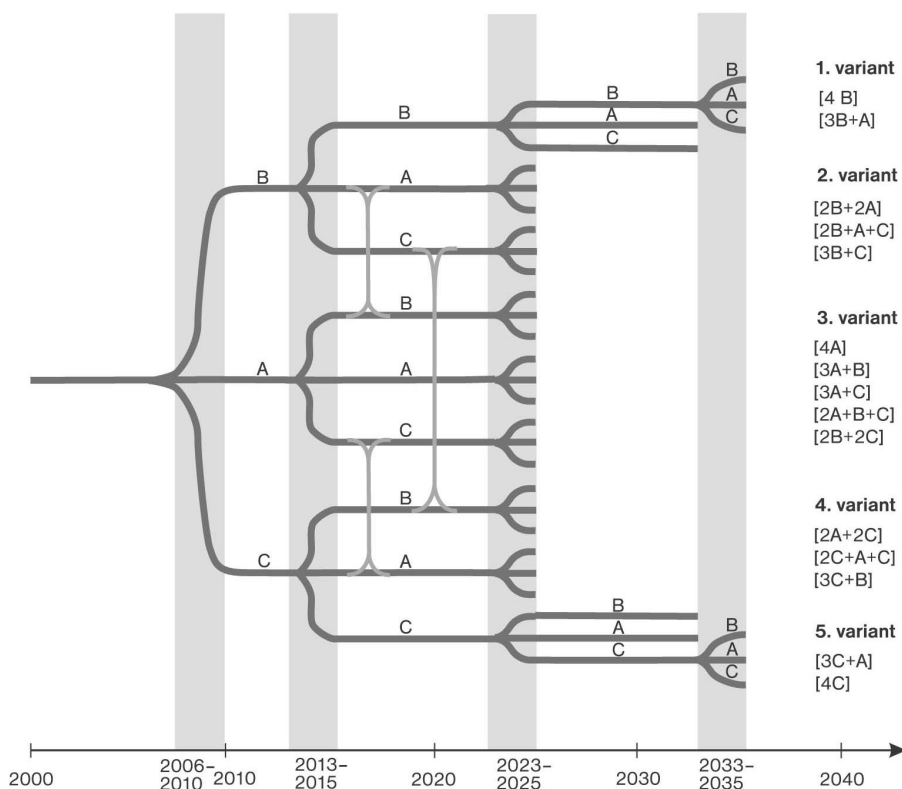 B
A
C
B
A
C
B
A
C
B
A
C
B
A
C
B
A
C
B
A
C
B
A
C
1. variant
[4 B]
[3B+A]
2. variant
[2B+2A]
[2B+A+C]
[3B+C]
3. variant
[4A]
[3A+B]
[3A+C]
[2A+B+C]
[2B+2C]
4. variant
[2A+2C]
[2C+A+C]
[3C+B]
5. variant
[3C+A]
[4C]
2000
2006–
2010
2010
2013–
2015
2020
2023–
2025
2030
2033–
2035
2040